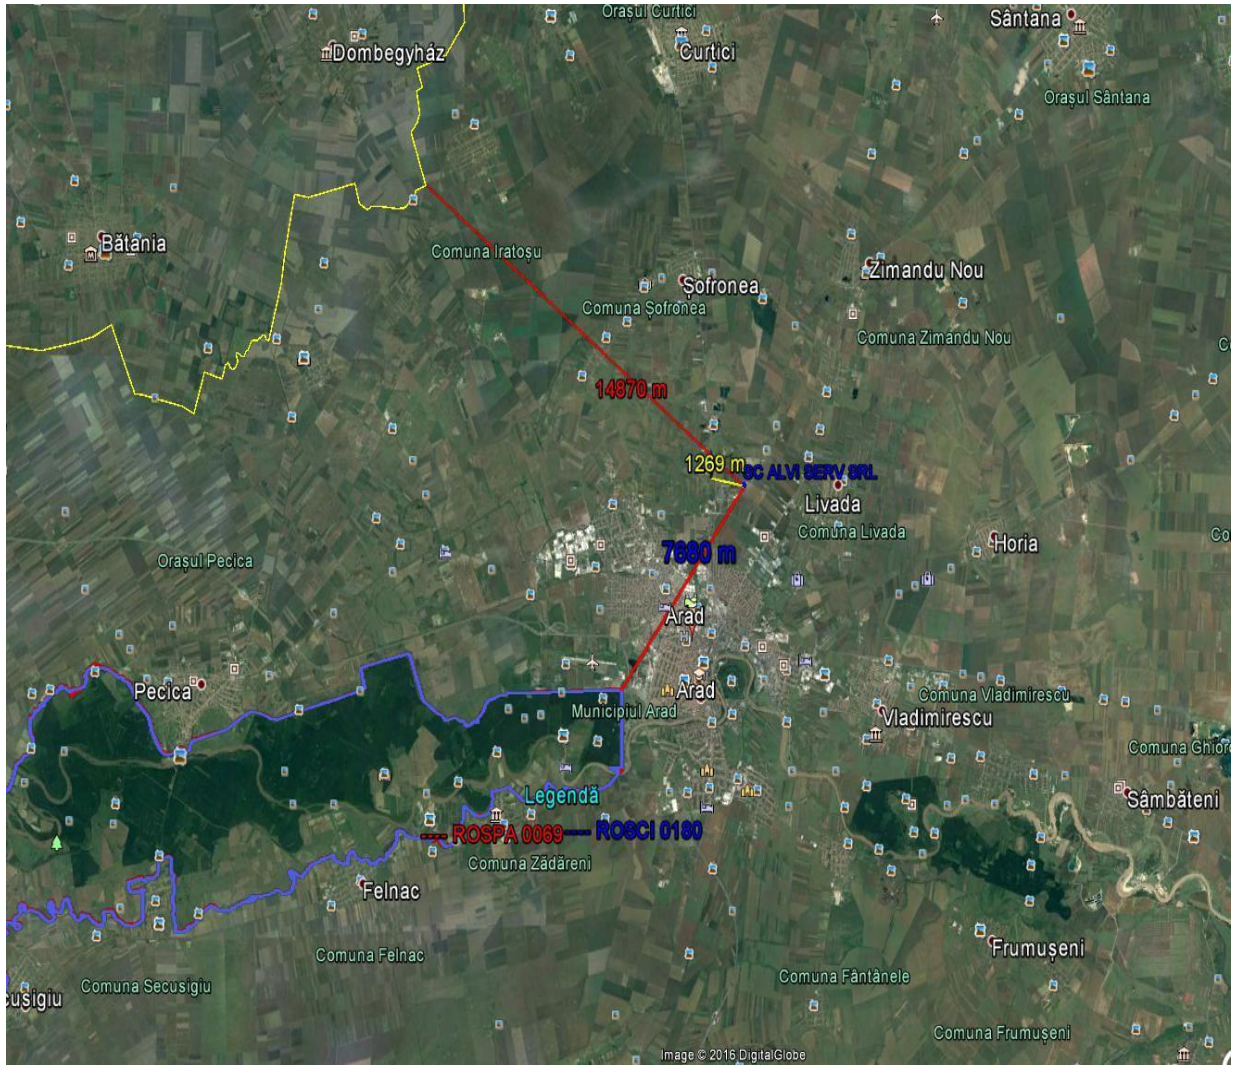 Orașul Curtici
Sântana
Dombegyház
Curtici
Orașul Sântana
Bătania
Comuna Iratoșu
Zimandu Nou
Șofronea
Comuna Șofronea
Comuna Zimandu Nou
14870 m
1269 m
SC ALVI SERV SRL
Livada
Comuna Livada
Horia
7680 m
Orașul Pecica
Arad
Pecica
Arad
Comuna Vladimirescu
Municipiul Arad
Vladimirescu
Comuna Ghioro
Legendă
Sâmbăteni
---- ROSPA 0069 ---- ROSCI 0180
Comuna Zădăreni
Felnac
Frumușeni
Comuna Felnac
Comuna Fântânele
Comuna Secusigiu
cușigiu
Comuna Frumușeni
Image © 2016 DigitalGlobe